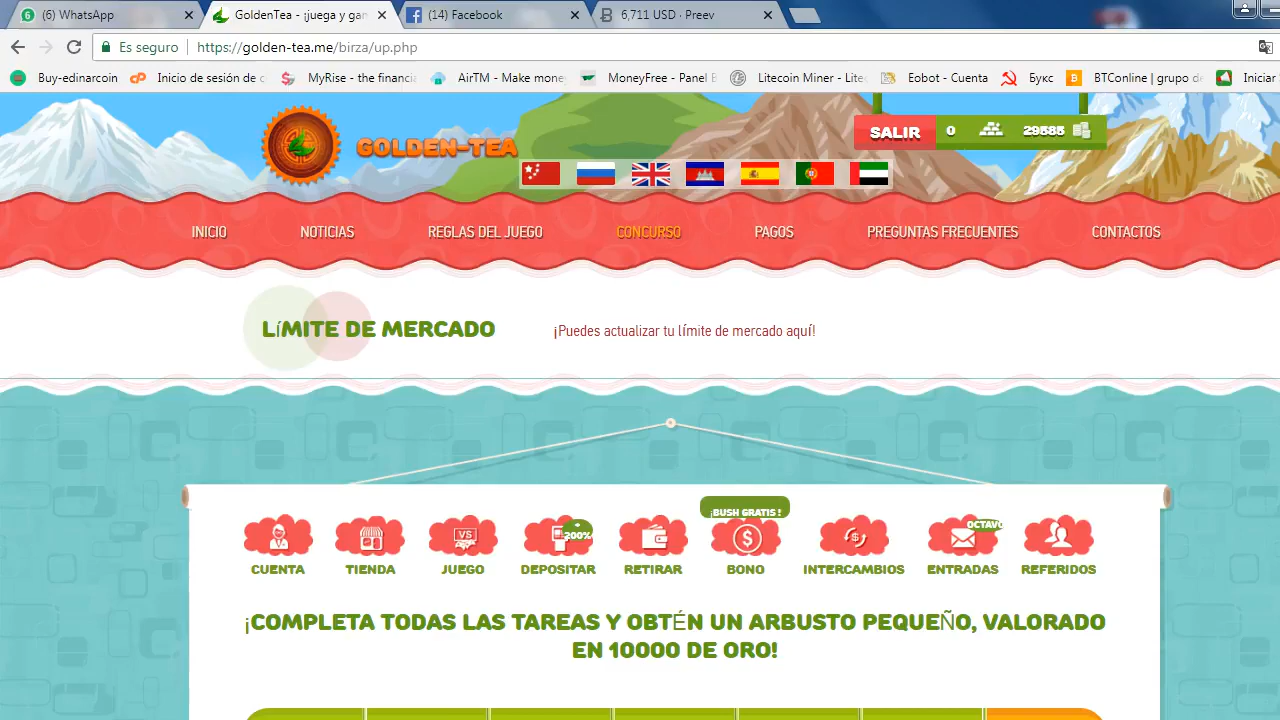 (6) WhatsApp
GoldenTea - ¡juega y gan
(14) Facebook
6,711 USD · Preev
Es seguro
https://golden-tea.me/birza/up.php
Buy-edinarcoin
Inicio de sesión de c
MyRise - the financia
AirTM - Make mone
MoneyFree - Panel B
Litecoin Miner - Lite
Eobot - Cuenta
Букс
BTConline | grupo de
Iniciar
GOLDEN-TEA
SALIR
0
29585
INICIO
NOTICIAS
REGLAS DEL JUEGO
CONCURSO
PAGOS
PREGUNTAS FRECUENTES
CONTACTOS
LíMITE DE MERCADO
¡Puedes actualizar tu límite de mercado aquí!
¡BUSH GRATIS !
VS
200%
OCTAVO
CUENTA
TIENDA
JUEGO
DEPOSITAR
RETIRAR
BONO
INTERCAMBIOS
ENTRADAS
REFERIDOS
¡COMPLETA TODAS LAS TAREAS Y OBTÉN UN ARBUSTO PEQUEÑO, VALORADO
EN 10000 DE ORO!